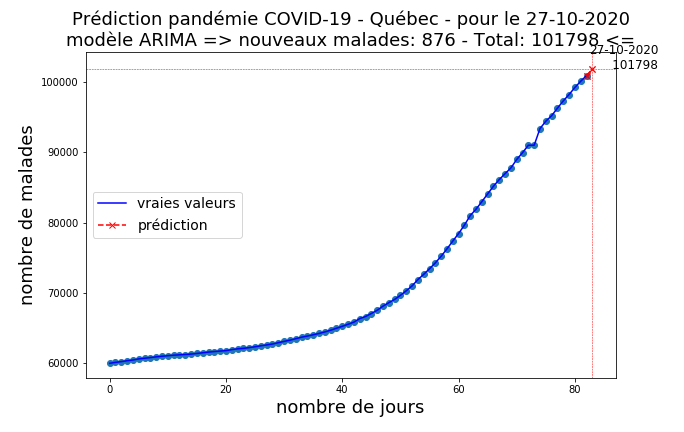 Prédiction pandémie COVID-19 - Québec - pour le 27-10-2020
modèle ARIMA => nouveaux malades: 876 - Total: 101798 <=
27-10-2020
101798
100000
90000
80000
70000
60000
nombre de malades
vraies valeurs
prédiction
0 20 40 60 80
nombre de jours